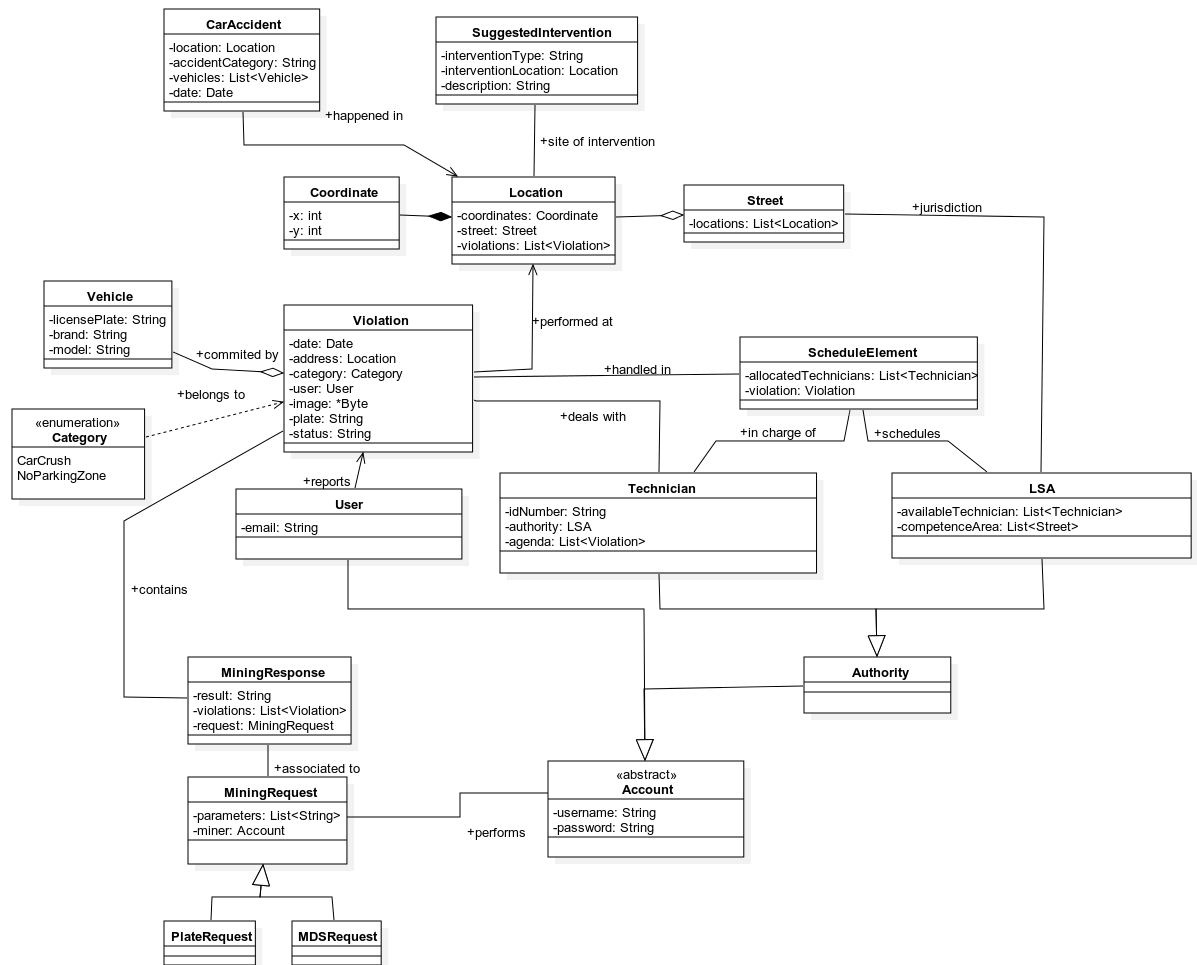 CarAccident
-location: Location
-accidentCategory: String
-vehicles: List<Vehicle>
-date: Date
SuggestedIntervention
-interventionType: String
-interventionLocation: Location
-description: String
+happened in
+site of intervention
Coordinate
-x: int
-y: int
Location
-coordinates: Coordinate
-street: Street
-violations: List<Violation>
Street
-locations: List<Location>
+jurisdiction
Vehicle
-licensePlate: String
-brand: String
-model: String
+commited by
+belongs to
Violation
-date: Date
-address: Location
-category: Category
-user: User
-image: *Byte
-plate: String
-status: String
+performed at
+handled in
+deals with
ScheduleElement
-allocatedTechnicians: List<Technician>
-violation: Violation
+in charge of
+schedules
«enumeration»
Category
CarCrush
NoParkingZone
+reports
User
-email: String
Technician
-idNumber: String
-authority: LSA
-agenda: List<Violation>
LSA
-availableTechnician: List<Technician>
-competenceArea: List<Street>
+contains
MiningResponse
-result: String
-violations: List<Violation>
-request: MiningRequest
Authority
+associated to
MiningRequest
-parameters: List<String>
-miner: Account
+performs
«abstract»
Account
-username: String
-password: String
PlateRequest
MDSRequest